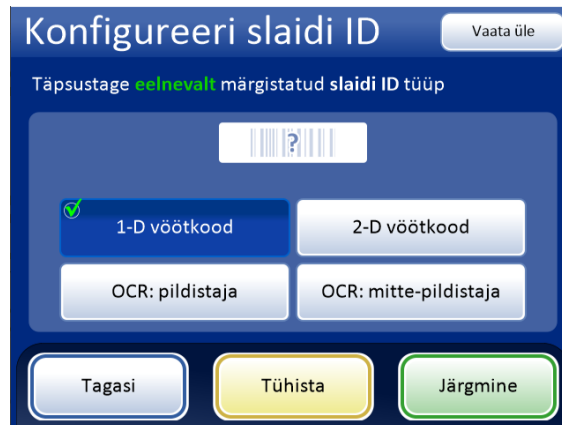 Konfigureeri slaidi ID
Vaata üle
Täpsustage eelnevalt märgistatud slaidi ID tüüp
?
1-D vöötkood
2-D vöötkood
OCR: pildistaja
OCR: mitte-pildistaja
Tagasi
Tühista
Järgmine